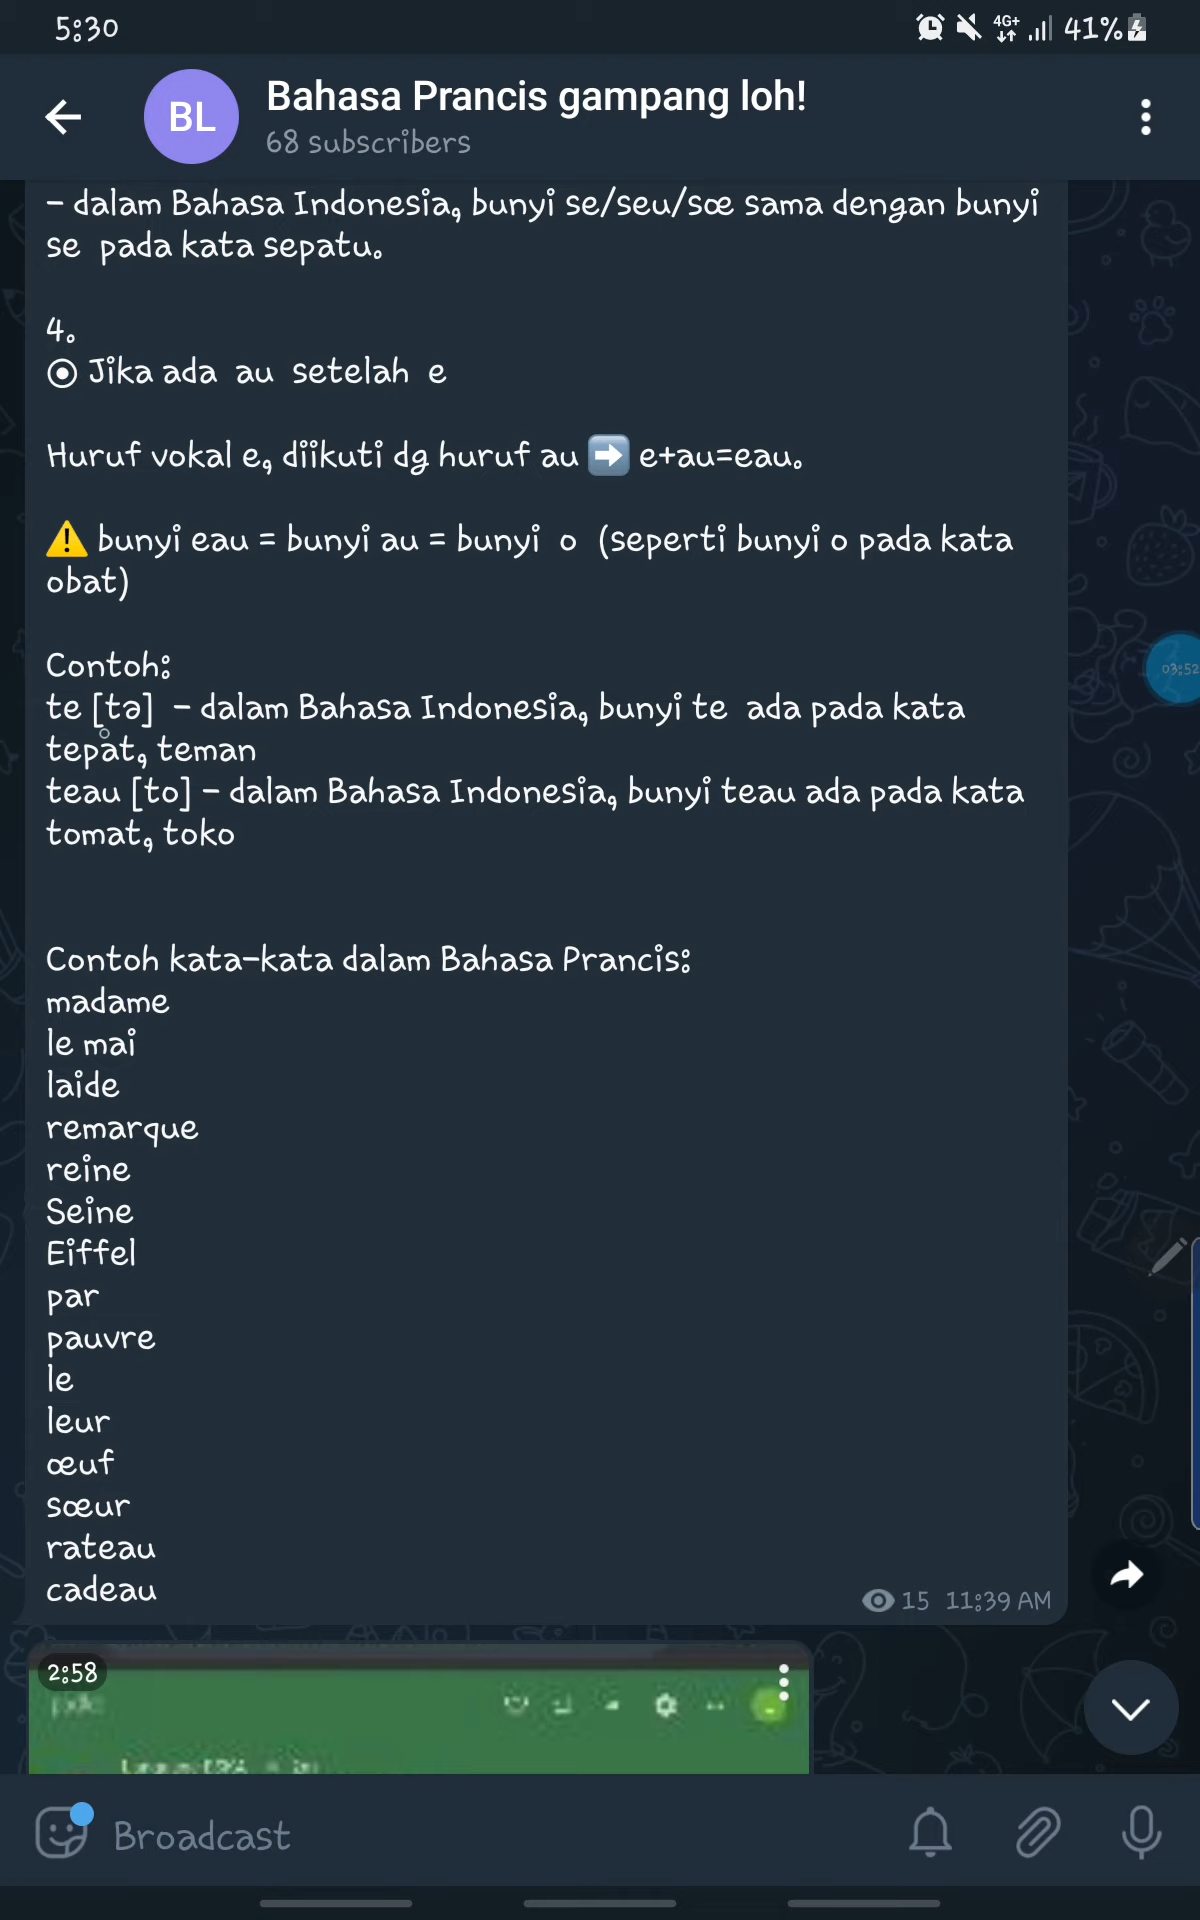 5:30
4G+ 41%
BL
Bahasa Prancis gampang loh!
68 subscribers
- dalam Bahasa Indonesia, bunyi se/seu/sœ sama dengan bunyi
se pada kata sepatu.
4.
Jika ada au setelah e
Huruf vokal e, diikuti dg huruf au ➡ e+au=eau.
⚠ bunyi eau = bunyi au = bunyi o (seperti bunyi o pada kata
obat)
Contoh:
te [tə] - dalam Bahasa Indonesia, bunyi te ada pada kata
tepat, teman
teau [to] - dalam Bahasa Indonesia, bunyi teau ada pada kata
tomat, toko
Contoh kata-kata dalam Bahasa Prancis:
madame
le mai
laide
remarque
reine
Seine
Eiffel
par
pauvre
le
leur
œuf
sœur
rateau
cadeau
15 11:39 AM
03:52
2:58
Broadcast